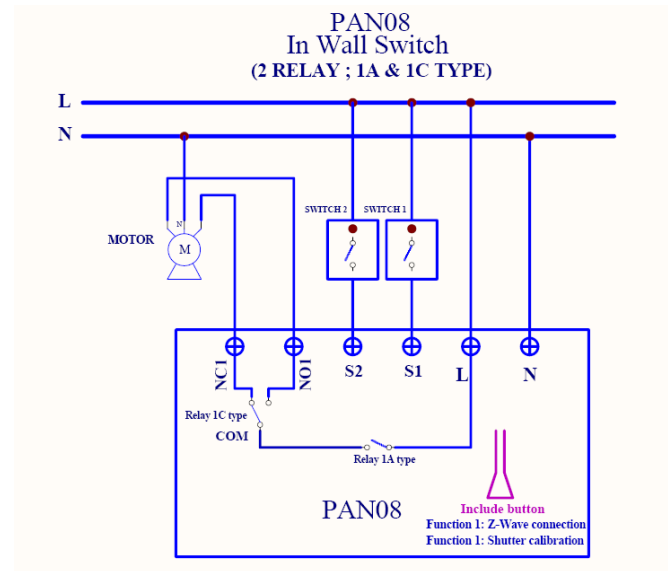 PAN08
In Wall Switch
(2 RELAY ; 1A & 1C TYPE)
L
N
SWITCH 2
SWITCH 1
N
MOTOR
M
NC1
NO1
S2
S1
L
N
Relay 1C type
COM
Relay 1A type
PAN08
Include button
Function 1: Z-Wave connection
Function 1: Shutter calibration